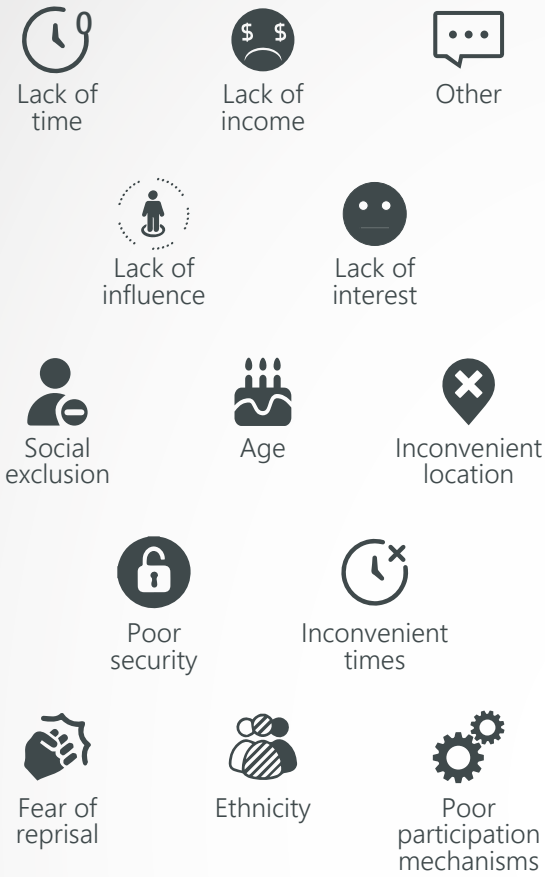 0
$ $
Lack of
time
Lack of
income
Other
Lack of
influence
Lack of
interest
Social
exclusion
Age
Inconvenient
location
Poor
security
Inconvenient
times
Fear of
reprisal
Ethnicity
Poor
participation
mechanisms